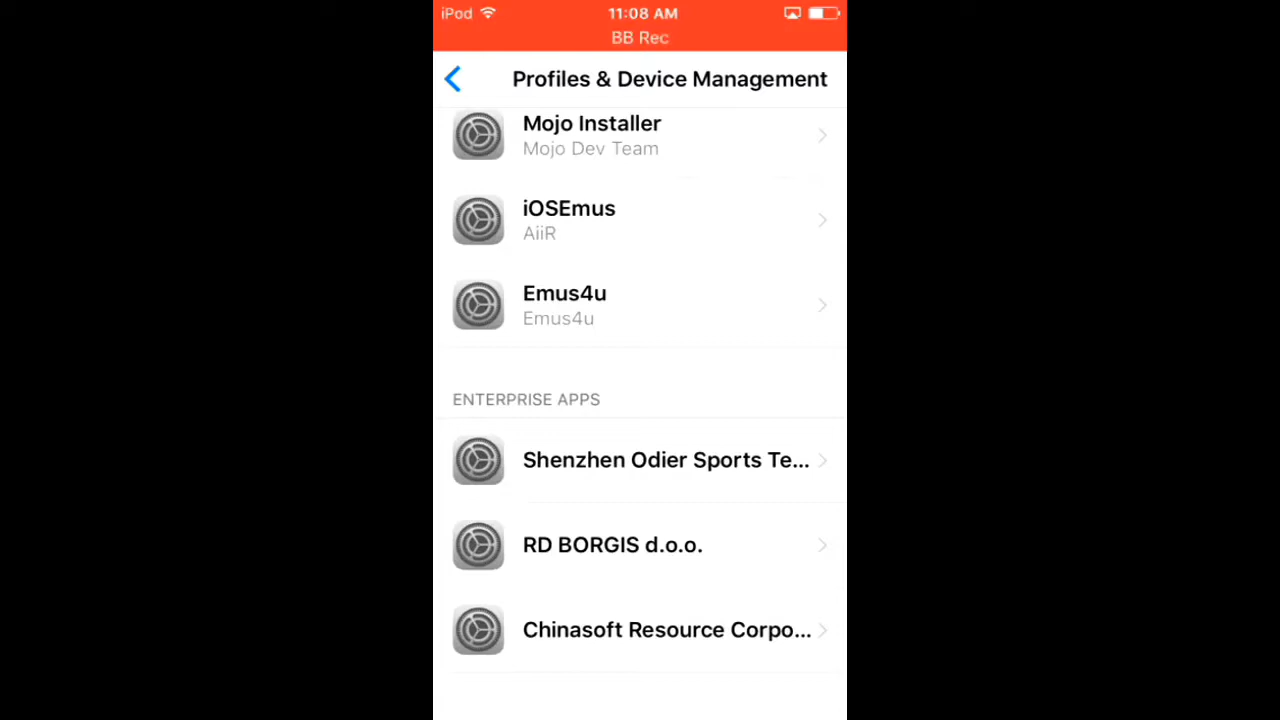 iPod 11:08 AM
BB Rec
Profiles & Device Management
Mojo Installer
Mojo Dev Team
iOSEmus
AiiR
Emus4u
Emus4u
ENTERPRISE APPS
Shenzhen Odier Sports Te...
RD BORGIS d.o.o.
Chinasoft Resource Corpo...